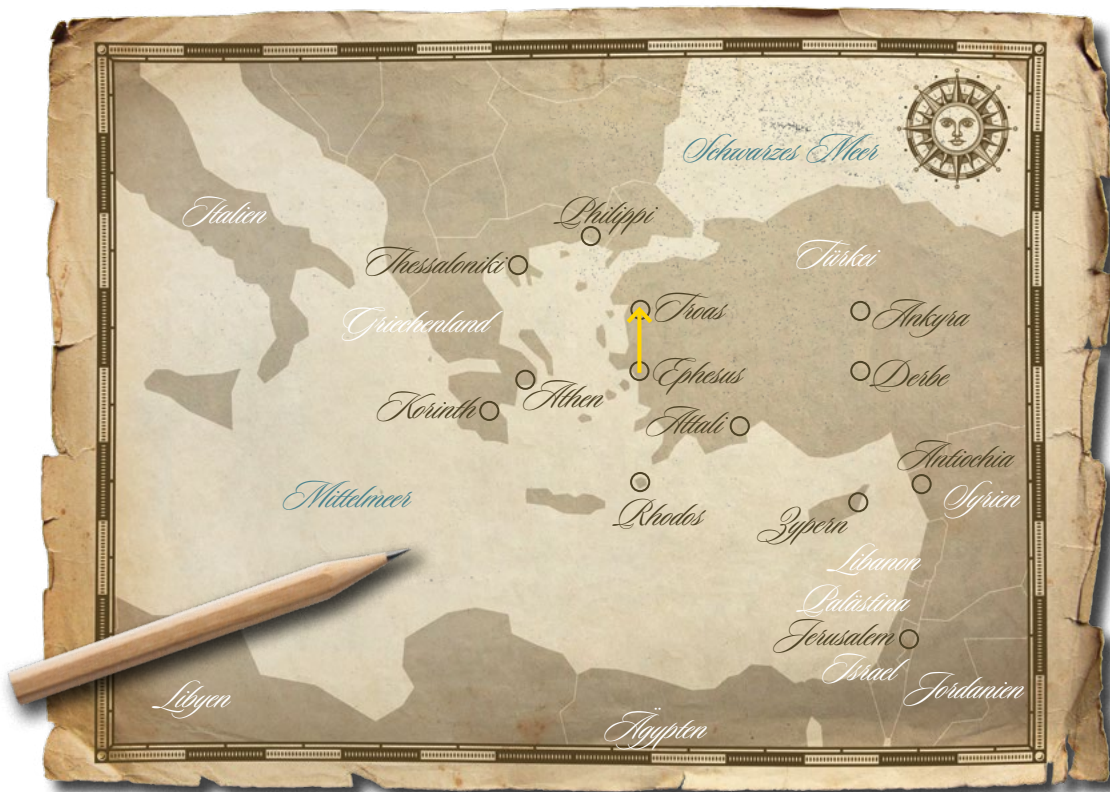 Schwarzes Meer
Italien
Philippi
Türkei
Thessaloniki
Troas
Ankyra
Griechenland
Ephesus
Derbe
Athen
Korinth
Attali
Antiochia
Mittelmeer
Syrien
Rhodos
Zypern
Libanon
Palästina
Jerusalem
Israel
Jordanien
Libyen
Ägypten